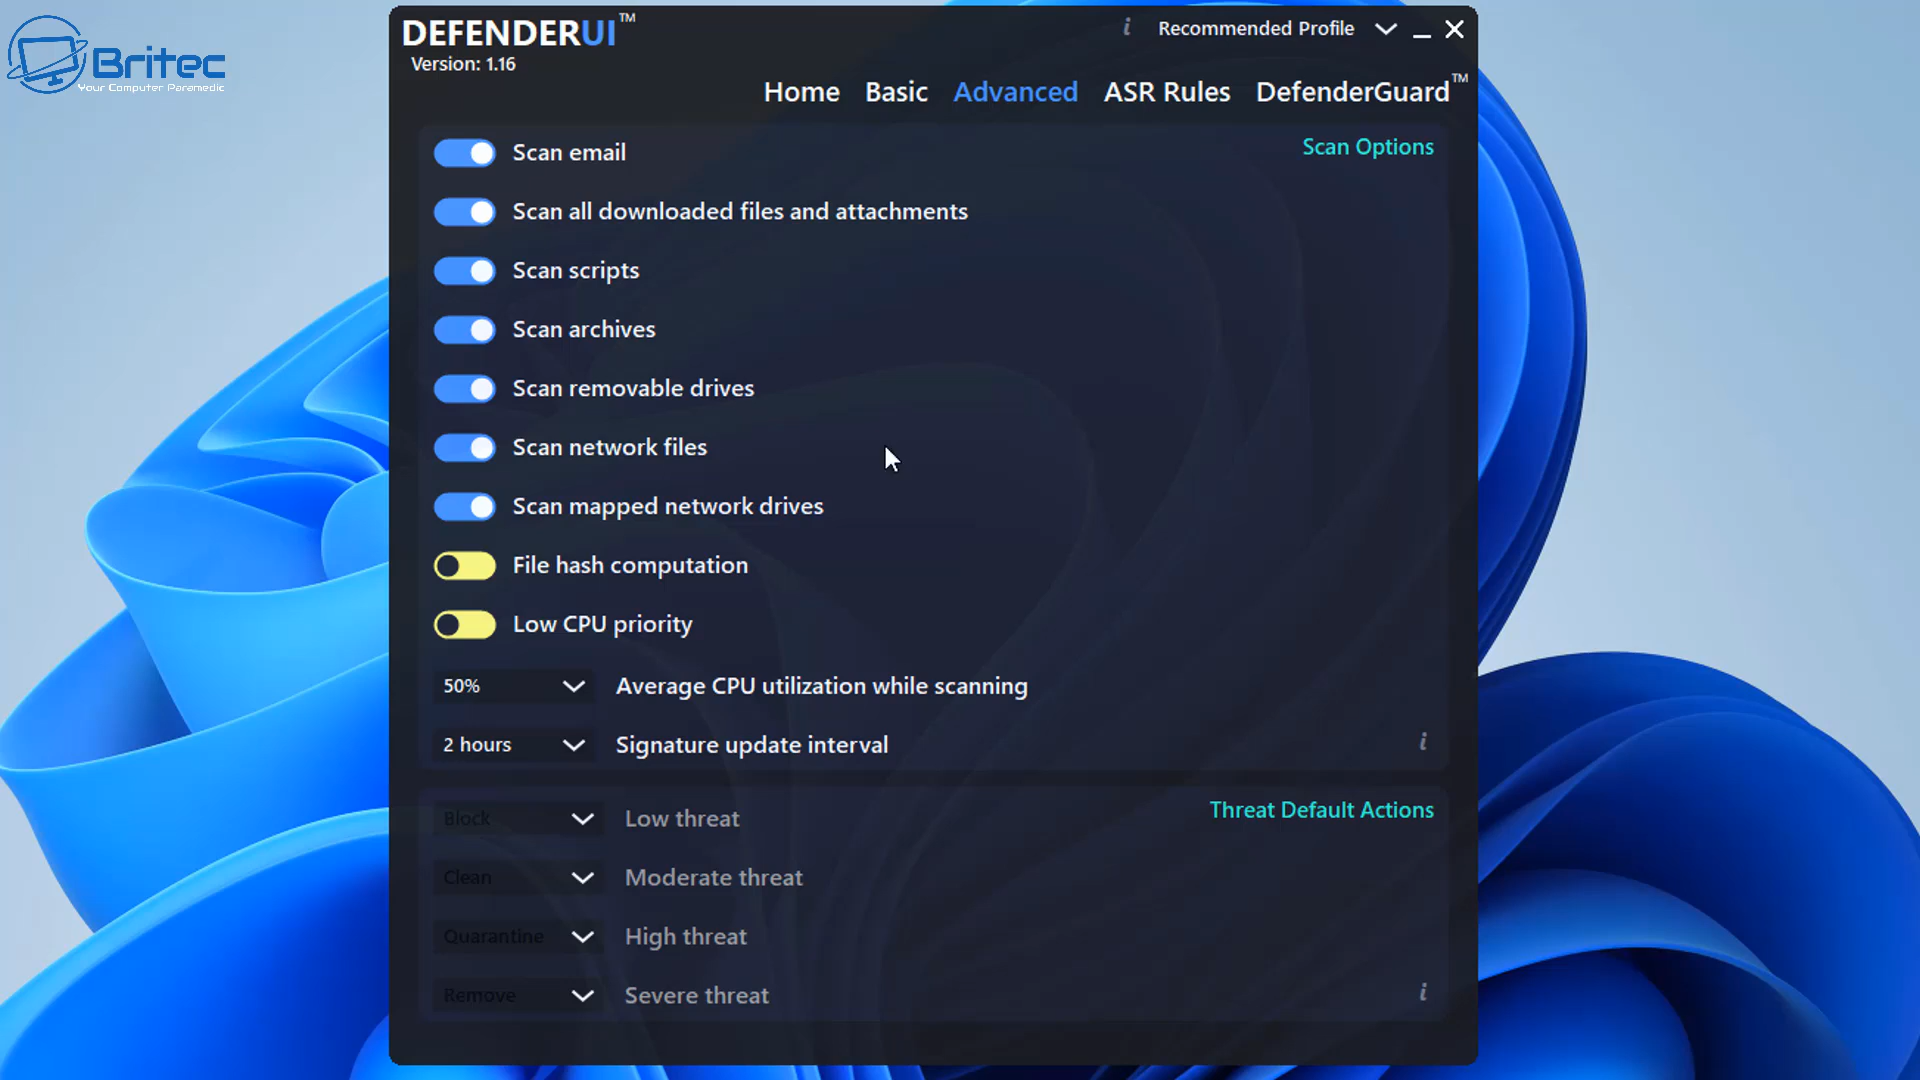 Britec
Your Computer Paramedic
DEFENDERUI™
Version: 1.16
i Recommended Profile
Home Basic Advanced ASR Rules DefenderGuard™
Scan Options
Scan email
Scan all downloaded files and attachments
Scan scripts
Scan archives
Scan removable drives
Scan network files
Scan mapped network drives
File hash computation
Low CPU priority
50% Average CPU utilization while scanning
2 hours Signature update interval i
Threat Default Actions
Block Low threat
Clean Moderate threat
Quarantine High threat
Remove Severe threat i